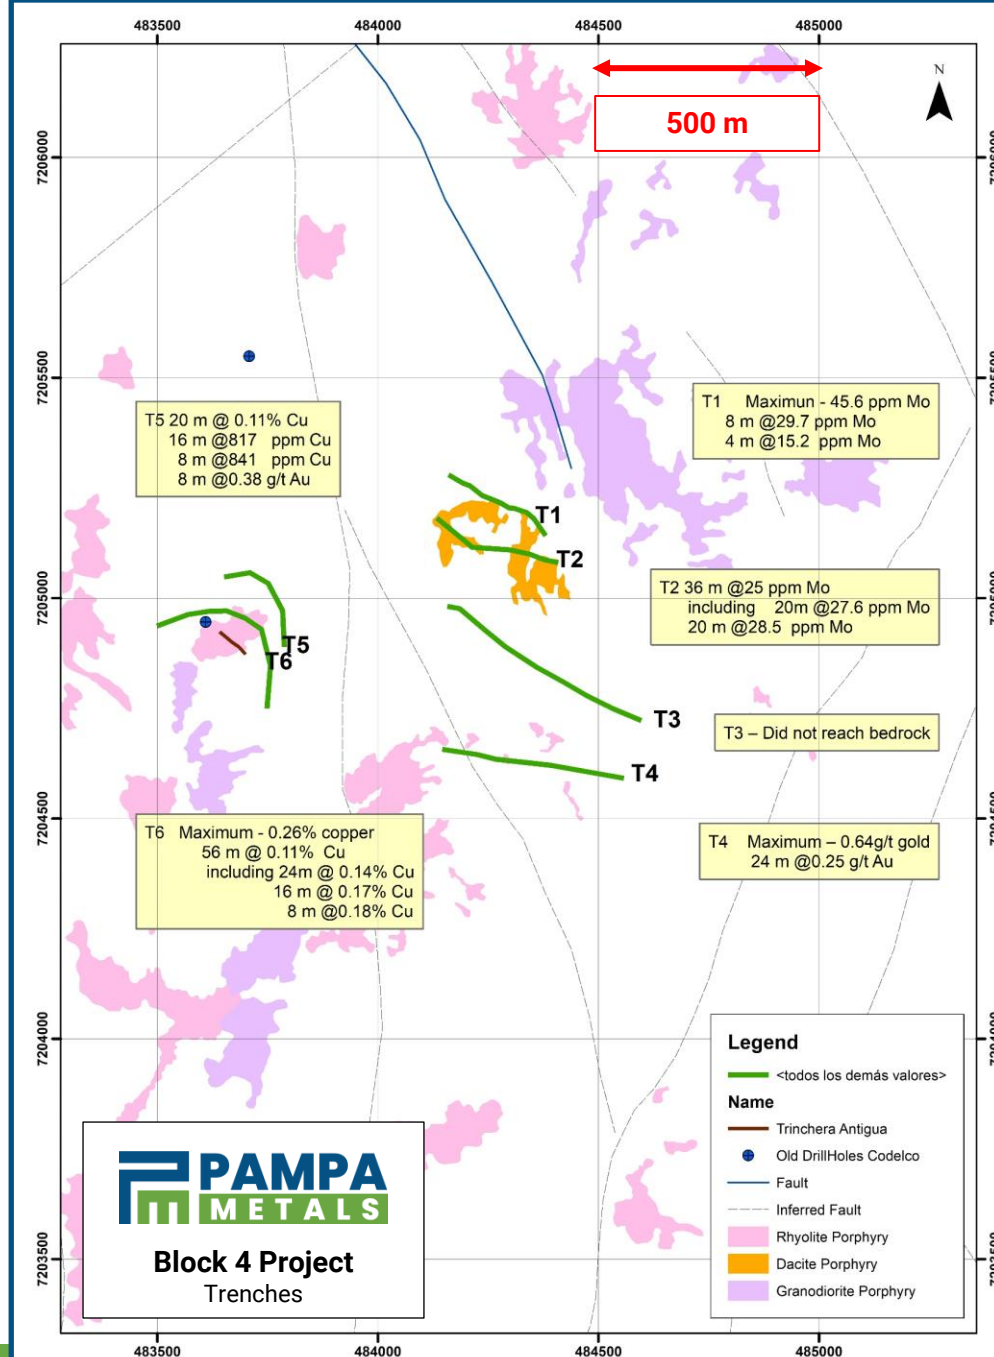 483500 484000 484500 485000
N
500 m
7206000 7206000
7205500 7205500
T5 20 m @ 0.11% Cu
16 m @817 ppm Cu
8 m @841 ppm Cu
8 m @0.38 g/t Au
T1 Maximun - 45.6 ppm Mo
8 m @29.7 ppm Mo
4 m @15.2 ppm Mo
T1
T2
T2 36 m @25 ppm Mo
including 20m @27.6 ppm Mo
20 m @28.5 ppm Mo
7205000 7205000
T5
T6
T3
T3 – Did not reach bedrock
T4
7204500 7204500
T6 Maximum - 0.26% copper
56 m @ 0.11% Cu
including 24m @ 0.14% Cu
16 m @ 0.17% Cu
8 m @0.18% Cu
T4 Maximum – 0.64g/t gold
24 m @0.25 g/t Au
7204000 7204000
Legend
<todos los demás valores>
Name
Trinchera Antigua
Old DrillHoles Codelco
Fault
Inferred Fault
Rhyolite Porphyry
Dacite Porphyry
Granodiorite Porphyry
PAMPA
METALS
Block 4 Project
Trenches
7203500 7203500
483500 484000 484500 485000